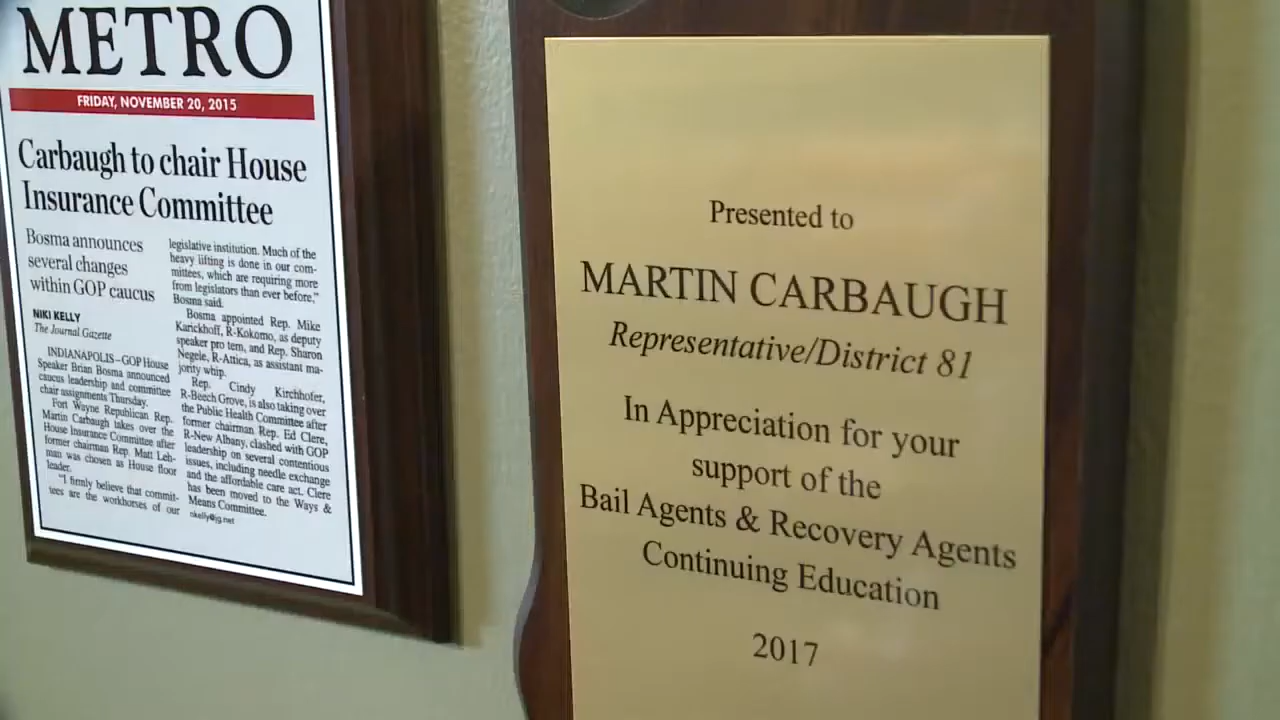 METRO
FRIDAY, NOVEMBER 20, 2015
Carbaugh to chair House
Insurance Committee
Bosma announces
several changes
within GOP caucus
NIKI KELLY
The Journal Gazette
INDIANAPOLIS – GOP House
Speaker Brian Bosma announced
caucus leadership and committee
chair assignments Thursday.
Fort Wayne Republican Rep.
Martin Carbaugh takes over the
House Insurance Committee after
former chairman Rep. Matt Leh-
man was chosen as House floor
leader.
"I firmly believe that commit-
tees are the workhorses of our
legislative institution. Much of the
heavy lifting is done in our com-
mittees, which are requiring more
from legislators than ever before,"
Bosma said.
Bosma appointed Rep. Mike
Karickhoff, R-Kokomo, as deputy
speaker pro tem, and Rep. Sharon
Negele, R-Attica, as assistant ma-
jority whip.
Rep. Cindy Kirchhofer,
R-Beech Grove, is also taking over
the Public Health Committee after
former chairman Rep. Ed Clere,
R-New Albany, clashed with GOP
leadership on several contentious
issues, including needle exchange
and the affordable care act. Clere
has been moved to the Ways &
Means Committee.
nkelly@jg.net
Presented to
MARTIN CARBAUGH
Representative/District 81
In Appreciation for your
support of the
Bail Agents & Recovery Agents
Continuing Education
2017